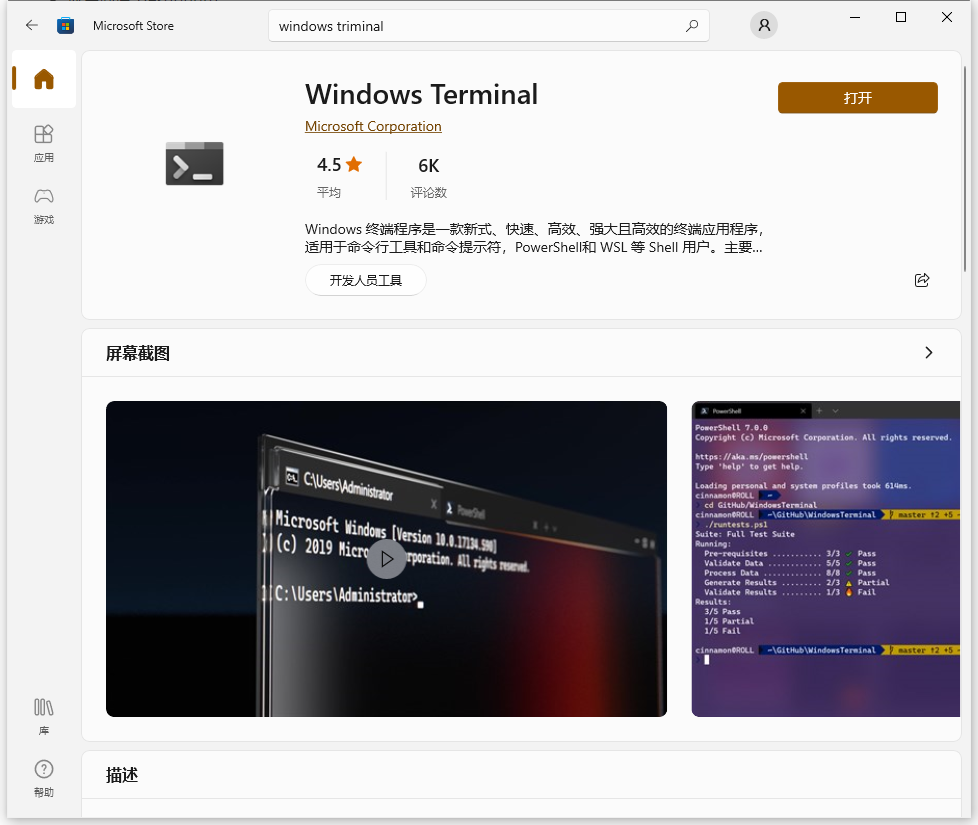 Microsoft Store
windows triminal
应用
游戏
库
帮助
Windows Terminal
Microsoft Corporation
打开
4.5
平均
6K
评论数
Windows 终端程序是一款新式、快速、高效、强大且高效的终端应用程序，
适用于命令行工具和命令提示符，PowerShell和 WSL 等 Shell 用户。主要...
开发人员工具
屏幕截图
C:\Users\Administrator X PowerShell
Microsoft Windows [Version 10.0.17134.590]
(c) 2019 Micro rporation. All rights reserved.
C:\Users\Administrator>
PowerShell
PowerShell 7.0.0
Copyright (c) Microsoft Corporation. All rights reserved.
https://aka.ms/powershell
Type 'help' to get help.
Loading personal and system profiles took 614ms.
cinnamon@ROLL ~
cd GitHub/WindowsTerminal
cinnamon@ROLL ~\GitHub\WindowsTerminal master ↑2 +5 ~
./runtests.ps1
Suite: Full Test Suite
Running:
Pre-requisites ........... 3/3 ✓ Pass
Validate Data ............ 5/5 ✓ Pass
Process Data ............. 8/8 ✓ Pass
Generate Results ......... 2/3 ⚠ Partial
Validate Results ......... 1/3 🔥 Fail
Results:
3/5 Pass
1/5 Partial
1/5 Fail
cinnamon@ROLL ~\GitHub\WindowsTerminal master ↑2 +5 ~
描述